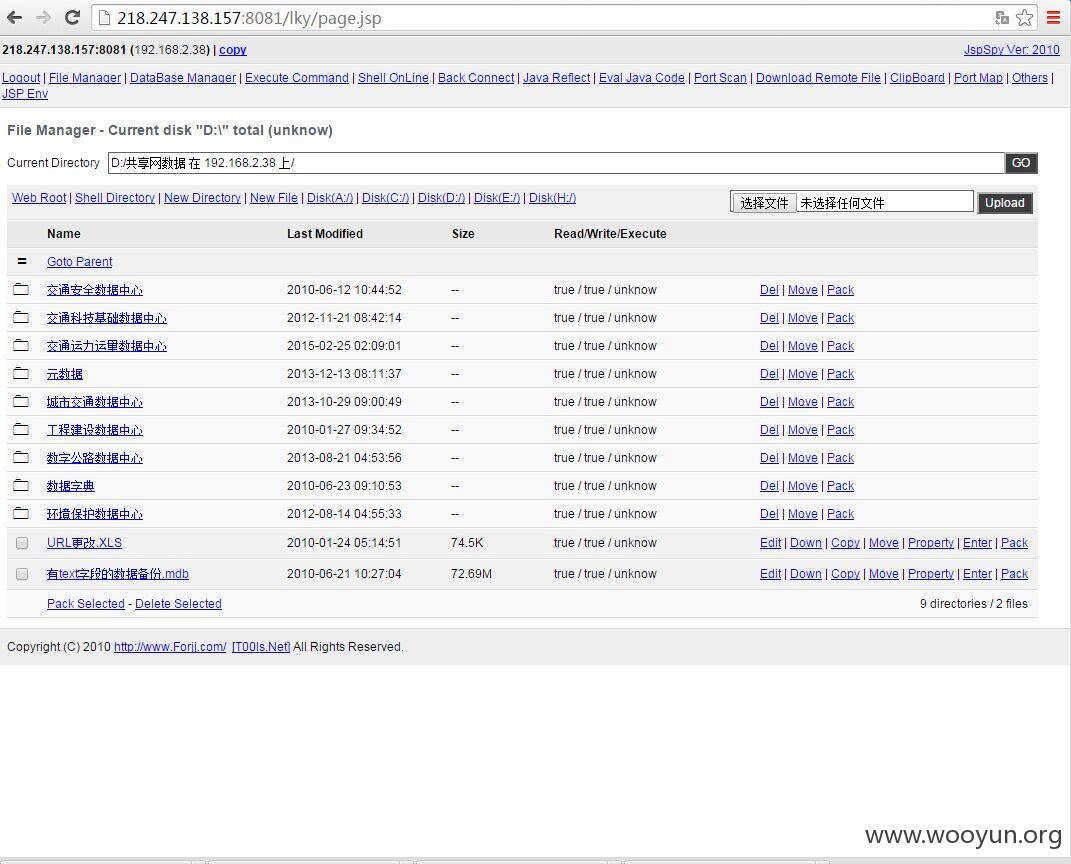 218.247.138.157:8081/lky/page.jsp
218.247.138.157:8081 (192.168.2.38) | copy JspSpy Ver: 2010
Logout | File Manager | DataBase Manager | Execute Command | Shell OnLine | Back Connect | Java Reflect | Eval Java Code | Port Scan | Download Remote File | ClipBoard | Port Map | Others |
JSP Env
File Manager - Current disk "D:\" total (unknow)
Current Directory D:/共享网数据 在 192.168.2.38 上/ GO
Web Root | Shell Directory | New Directory | New File | Disk(A:/) | Disk(C:/) | Disk(D:/) | Disk(E:/) | Disk(H:/) 选择文件 未选择任何文件 Upload
Name Last Modified Size Read/Write/Execute
= Goto Parent
交通安全数据中心 2010-06-12 10:44:52 -- true / true / unknow Del | Move | Pack
交通科技基础数据中心 2012-11-21 08:42:14 -- true / true / unknow Del | Move | Pack
交通运力运量数据中心 2015-02-25 02:09:01 -- true / true / unknow Del | Move | Pack
元数据 2013-12-13 08:11:37 -- true / true / unknow Del | Move | Pack
城市交通数据中心 2013-10-29 09:00:49 -- true / true / unknow Del | Move | Pack
工程建设数据中心 2010-01-27 09:34:52 -- true / true / unknow Del | Move | Pack
数字公路数据中心 2013-08-21 04:53:56 -- true / true / unknow Del | Move | Pack
数据字典 2010-06-23 09:10:53 -- true / true / unknow Del | Move | Pack
环境保护数据中心 2012-08-14 04:55:33 -- true / true / unknow Del | Move | Pack
URL更改.XLS 2010-01-24 05:14:51 74.5K true / true / unknow Edit | Down | Copy | Move | Property | Enter | Pack
有text字段的数据备份.mdb 2010-06-21 10:27:04 72.69M true / true / unknow Edit | Down | Copy | Move | Property | Enter | Pack
Pack Selected - Delete Selected 9 directories / 2 files
Copyright (C) 2010 http://www.Forjj.com/ [T00ls.Net] All Rights Reserved.
www.wooyun.org